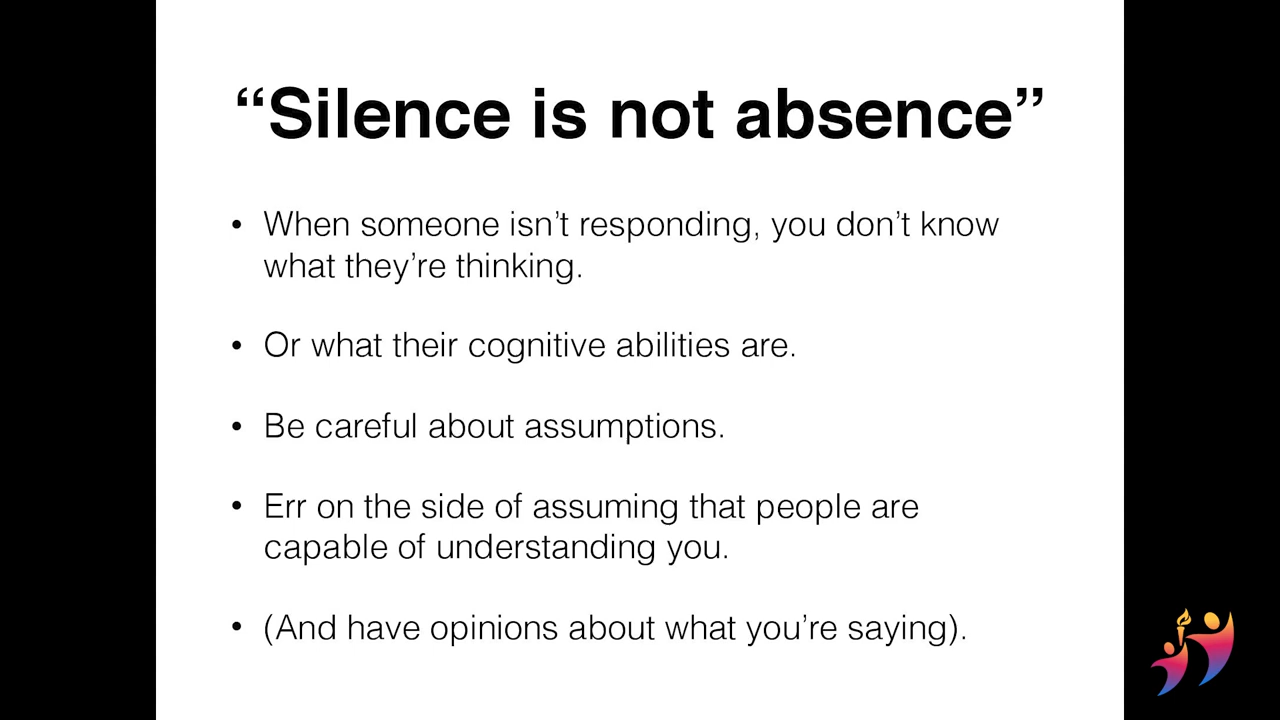 “Silence is not absence”
• When someone isn’t responding, you don’t know
what they’re thinking.
• Or what their cognitive abilities are.
• Be careful about assumptions.
• Err on the side of assuming that people are
capable of understanding you.
• (And have opinions about what you’re saying).